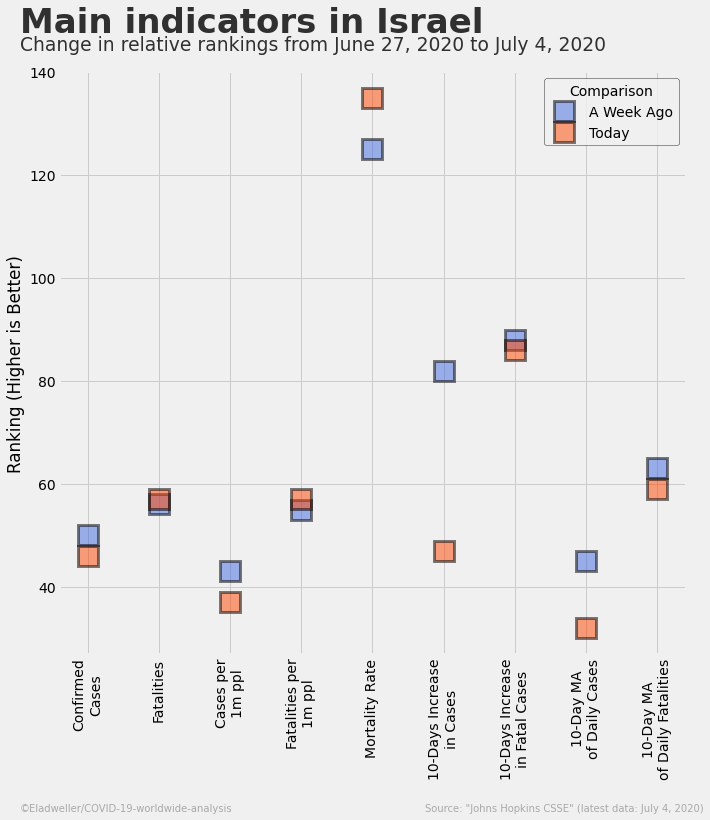 Main indicators in Israel
Change in relative rankings from June 27, 2020 to July 4, 2020
Comparison
A Week Ago
Today
Ranking (Higher is Better)
140
120
100
80
60
40
Confirmed
Cases
Fatalities
Cases per
1m ppl
Fatalities per
1m ppl
Mortality Rate
10-Days Increase
in Cases
10-Days Increase
in Fatal Cases
10-Day MA
of Daily Cases
10-Day MA
of Daily Fatalities
©Eladweller/COVID-19-worldwide-analysis
Source: "Johns Hopkins CSSE" (latest data: July 4, 2020)